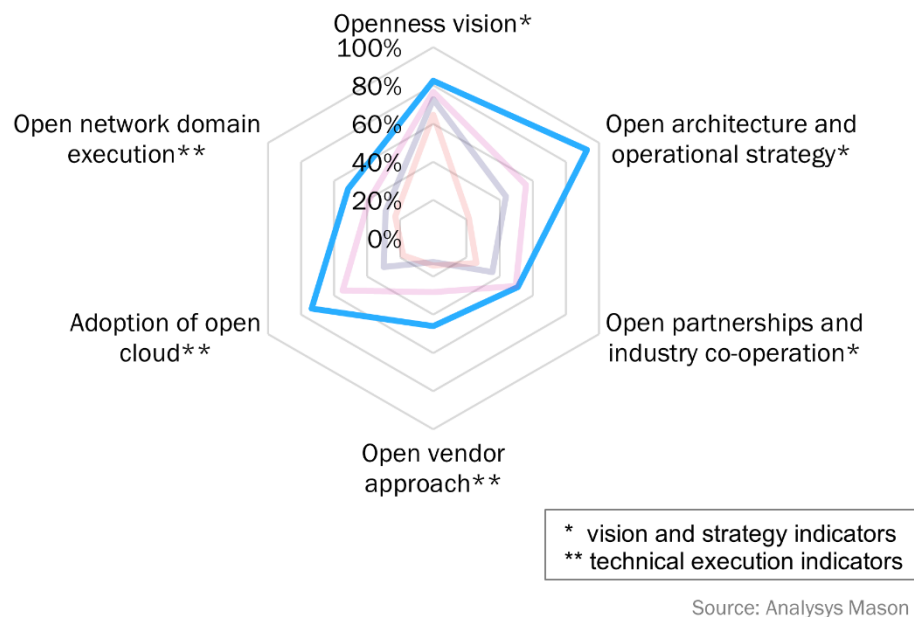 Openness vision*
100%
80%
60%
40%
20%
0%
Open network domain
execution**
Open architecture and
operational strategy*
Adoption of open
cloud**
Open partnerships and
industry co-operation*
Open vendor
approach**
* vision and strategy indicators
** technical execution indicators
Source: Analysys Mason